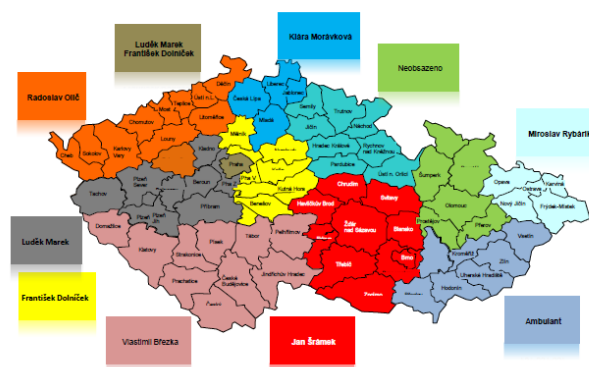 Klára Morávková
Luděk Marek
František Dolníček
Neobsazeno
Radoslav Olič
Miroslav Rybářik
Děčín
Liberec
Jablonec
Ústí n.L.
Teplice
Most
Česká Lípa
Semily
Trutnov
Chomutov
Litoměřice
Mladá
Jičín
Náchod
Louny
Mělník
Karlovy
Vary
Sokolov
Cheb
Kladno
Praha
Hradec Králové
Rychnov
nad Kněžnou
Pha V
Pha Z
Pardubice
Ústí n. Orlicí
Kutná Hora
Beroun
Plzeň
Sever
Tachov
Benešov
Příbram
Chrudim
Svitavy
Šumperk
Opava
Ostrava
Karviná
Nový Jičín
Frýdek-Místek
Havlíčkův Brod
Olomouc
Plzeň
Plzeň
Jih
Domažlice
Klatovy
Písek
Tábor
Pelhřimov
Žďár
nad Sázavou
Blansko
Prostějov
Přerov
Vsetín
Strakonice
Kroměříž
Zlín
Brno
Třebíč
Jindřichův Hradec
České
Budějovice
Prachatice
Uherské Hradiště
Hodonín
Znojmo
Luděk Marek
František Dolníček
Vlastimil Březka
Jan Šrámek
Ambulant